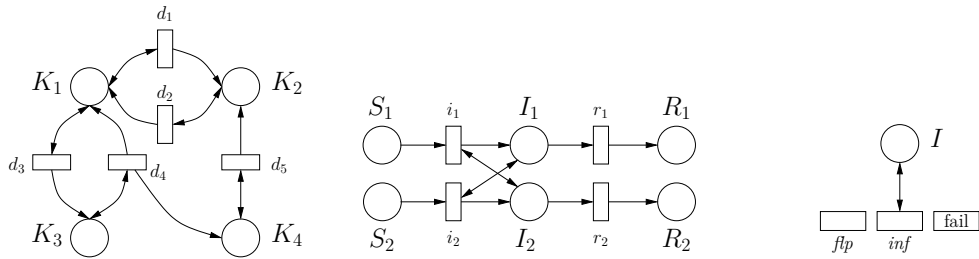 d₁
K₁ K₂
d₂
d₃ d₄ d₅
K₃ K₄
S₁ i₁ I₁ r₁ R₁
S₂ i₂ I₂ r₂ R₂
I
fail
flp inf